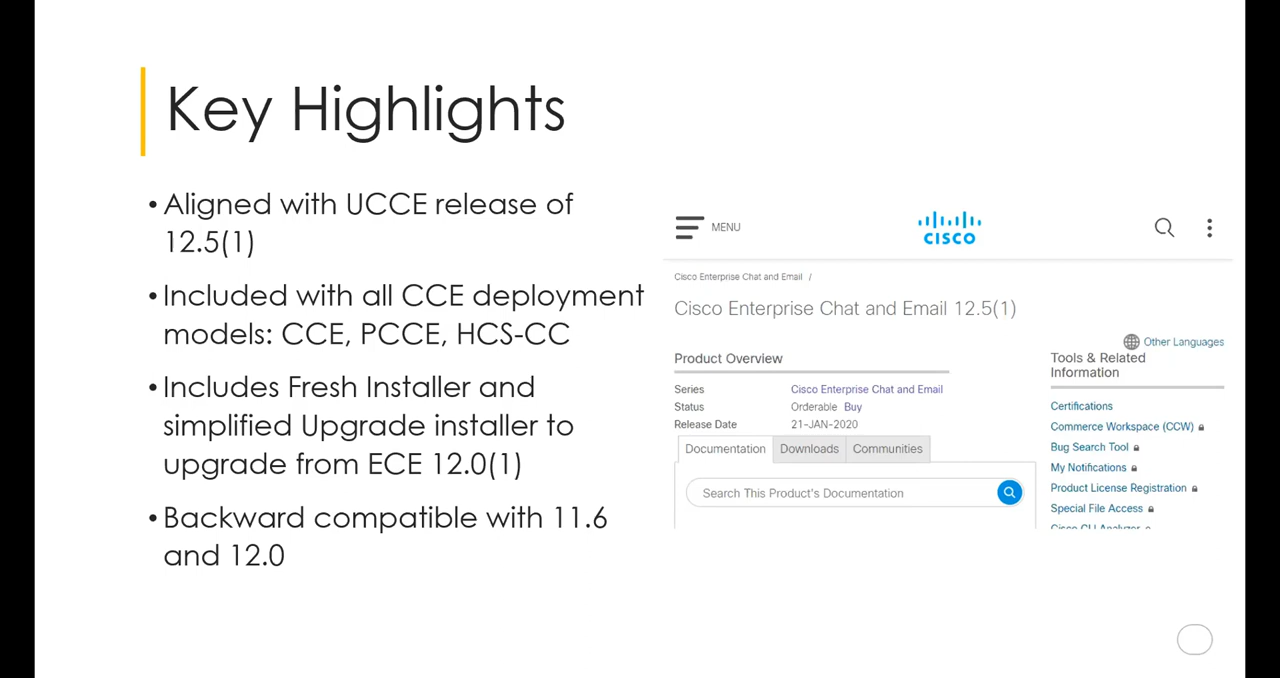 Key Highlights
• Aligned with UCCE release of
12.5(1)
• Included with all CCE deployment
models: CCE, PCCE, HCS-CC
• Includes Fresh Installer and
simplified Upgrade installer to
upgrade from ECE 12.0(1)
• Backward compatible with 11.6
and 12.0
MENU
CISCO
Cisco Enterprise Chat and Email /
Cisco Enterprise Chat and Email 12.5(1)
Other Languages
Product Overview
Series Cisco Enterprise Chat and Email
Status Orderable Buy
Release Date 21-JAN-2020
Documentation Downloads Communities
Search This Product's Documentation
Tools & Related
Information
Certifications
Commerce Workspace (CCW)
Bug Search Tool
My Notifications
Product License Registration
Special File Access
Cisco CLI Analyzer